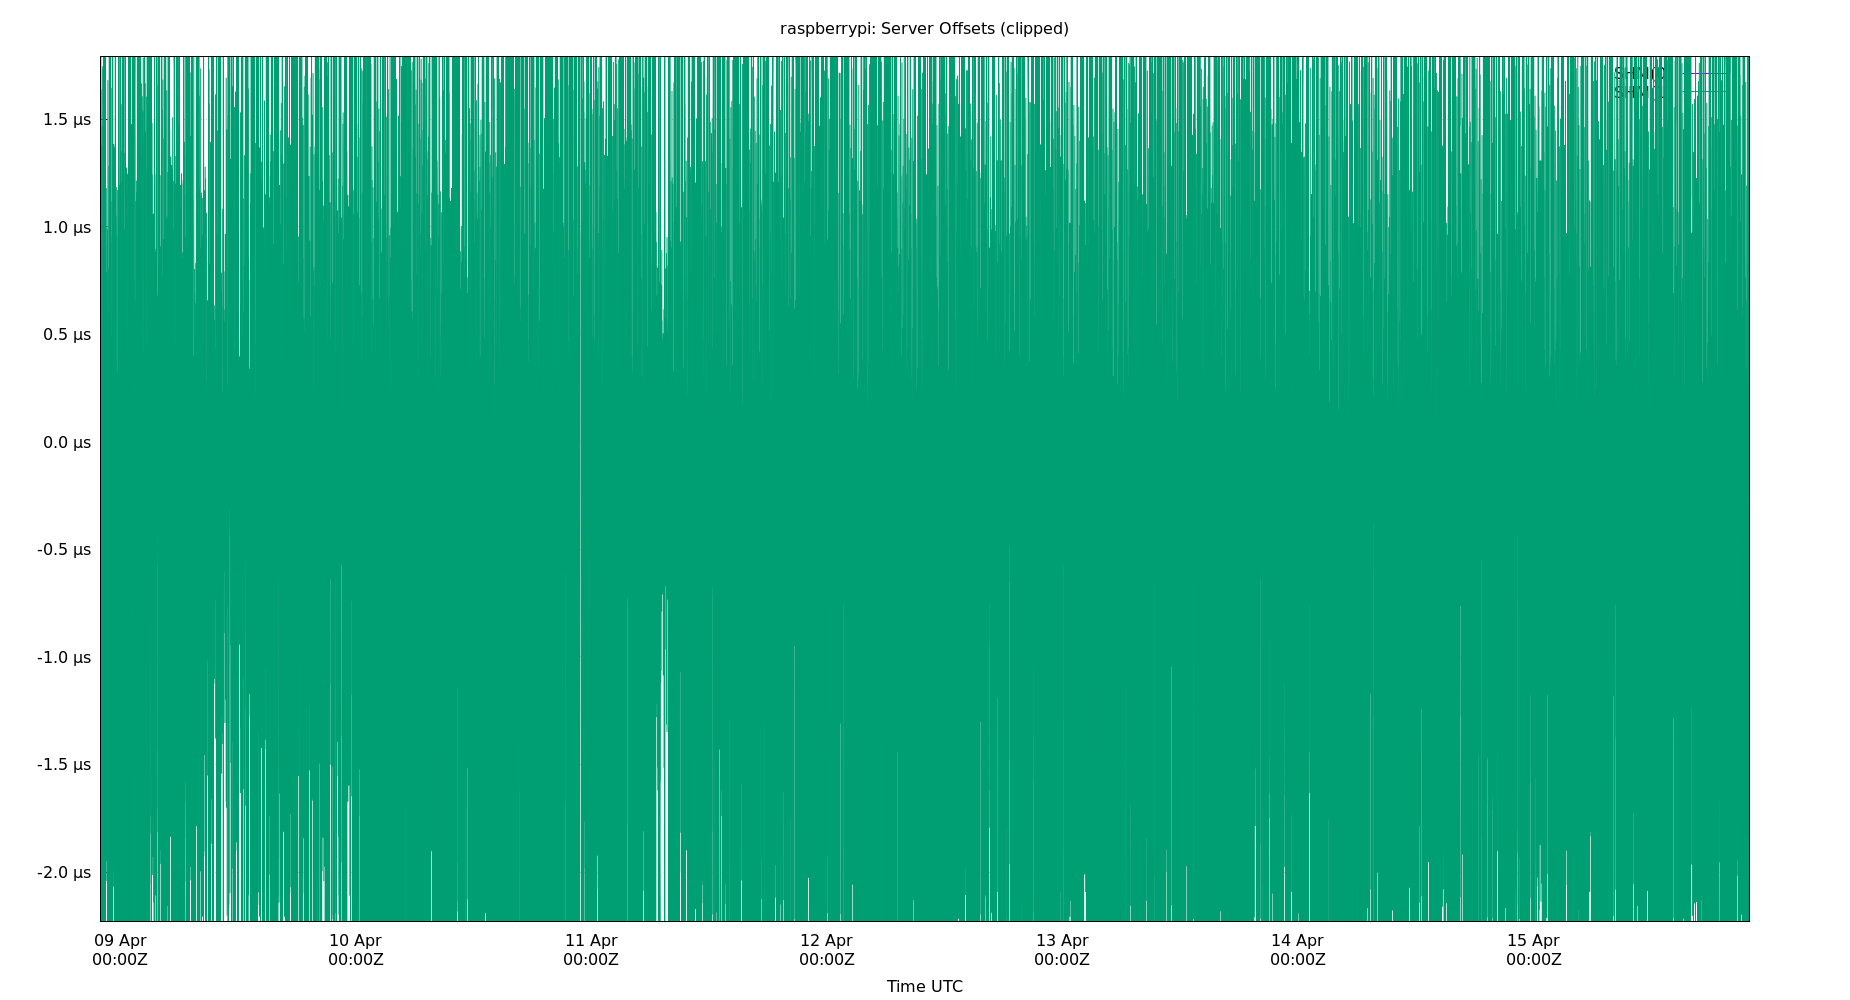 raspberrypi: Server Offsets (clipped)
1.5 µs
1.0 µs
0.5 µs
0.0 µs
-0.5 µs
-1.0 µs
-1.5 µs
-2.0 µs
09 Apr 10 Apr 11 Apr 12 Apr 13 Apr 14 Apr 15 Apr
00:00Z 00:00Z 00:00Z 00:00Z 00:00Z 00:00Z 00:00Z
Time UTC